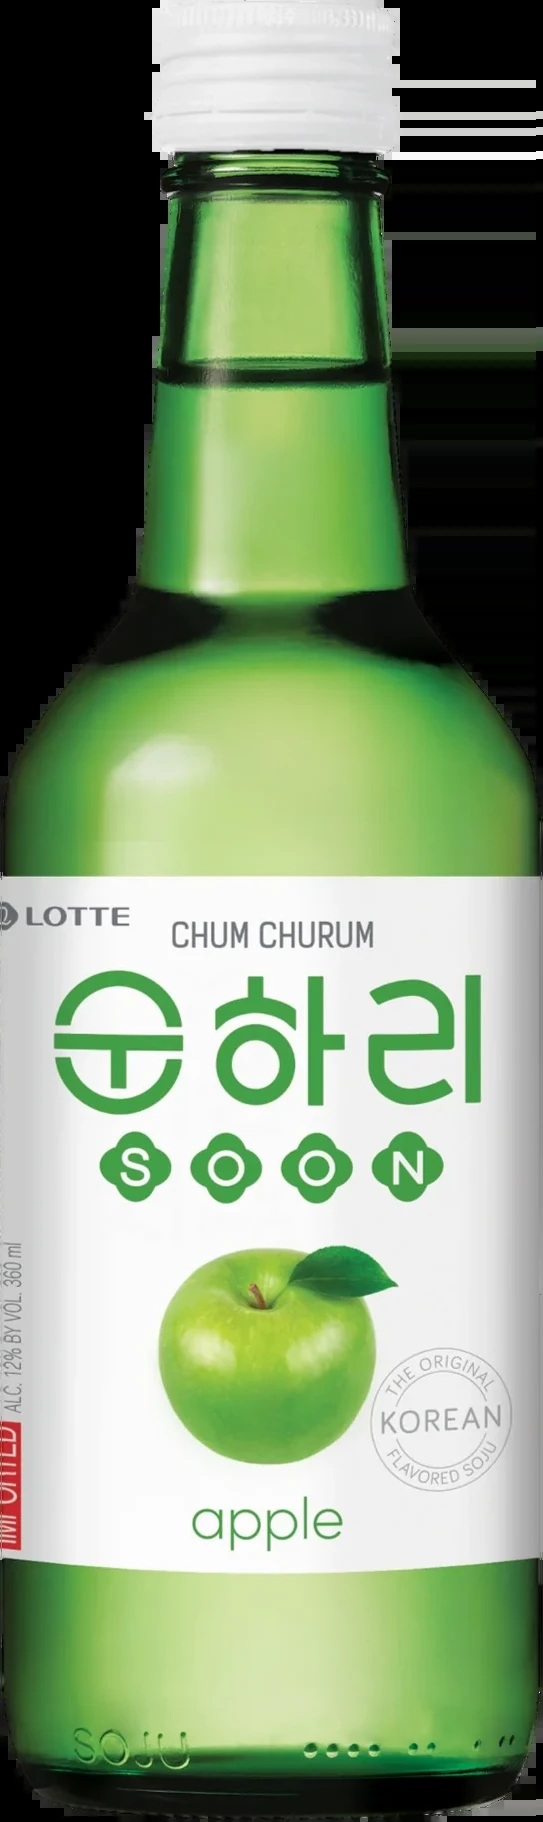 LOTTE
CHUM CHURUM
순하리
SOON
ALC. 12% BY VOL. 360 ml
IMPORTED
apple
THE ORIGINAL
KOREAN
FLAVORED SOJU
SOJU